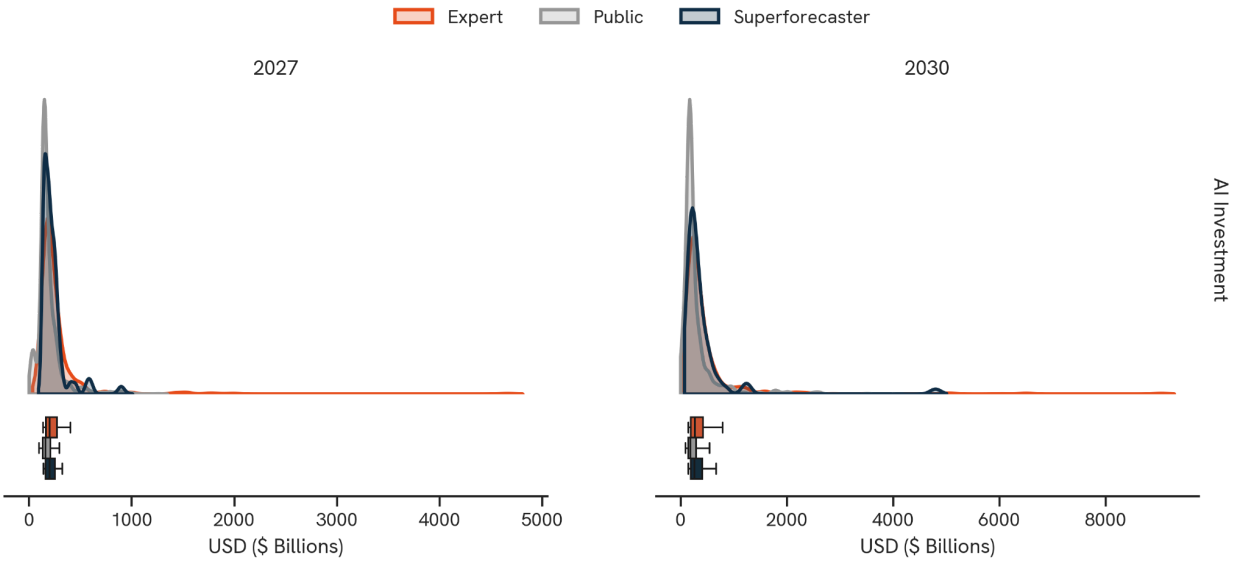 Expert Public Superforecaster
2027
2030
AI Investment
0 1000 2000 3000 4000 5000
USD ($ Billions)
0 2000 4000 6000 8000
USD ($ Billions)